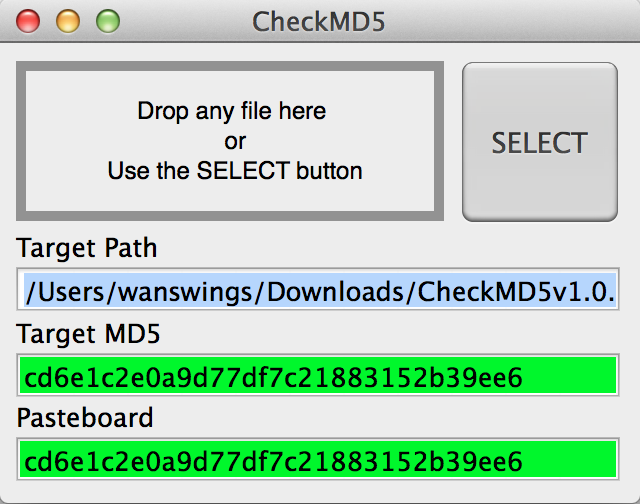 CheckMD5
Drop any file here
or
Use the SELECT button
SELECT
Target Path
/Users/wanswings/Downloads/CheckMD5v1.0.
Target MD5
cd6e1c2e0a9d77df7c21883152b39ee6
Pasteboard
cd6e1c2e0a9d77df7c21883152b39ee6